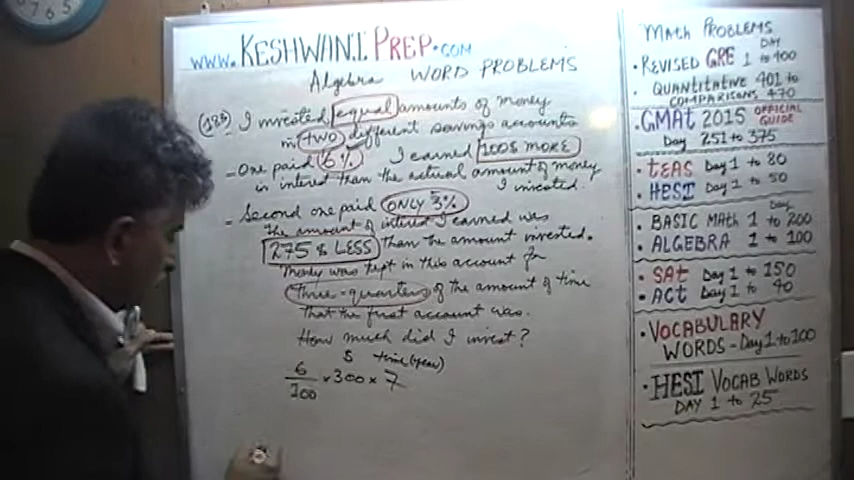 www.KESHWANIPREP.COM
Algebra WORD PROBLEMS
I invested equal amounts of money
in TWO different savings accounts
- One paid 6% I earned 100$ MORE
in interest than the actual amount of money
I invested.
- Second one paid ONLY 3%
The amount of interest I earned was
275$ LESS than the amount invested.
Money was kept in this account for
Three-quarters of the amount of time
that the first account was.
How much did I invest?
$ time(year)
6/100 × 300 × 7
MATH PROBLEMS
DAY
• REVISED GRE 1 to 400
• QUANTITATIVE 401 to
COMPARISONS 470
• GMAT 2015 OFFICIAL GUIDE
Day 251 to 375
• TEAS Day 1 to 80
• HESI Day 1 to 50
Day
• BASIC MATH 1 to 200
• ALGEBRA 1 to 100
• SAT Day 1 to 150
• ACT Day 1 to 40
• VOCABULARY
WORDS - Day 1 to 100
• HESI VOCAB WORDS
DAY 1 to 25
7 6 5